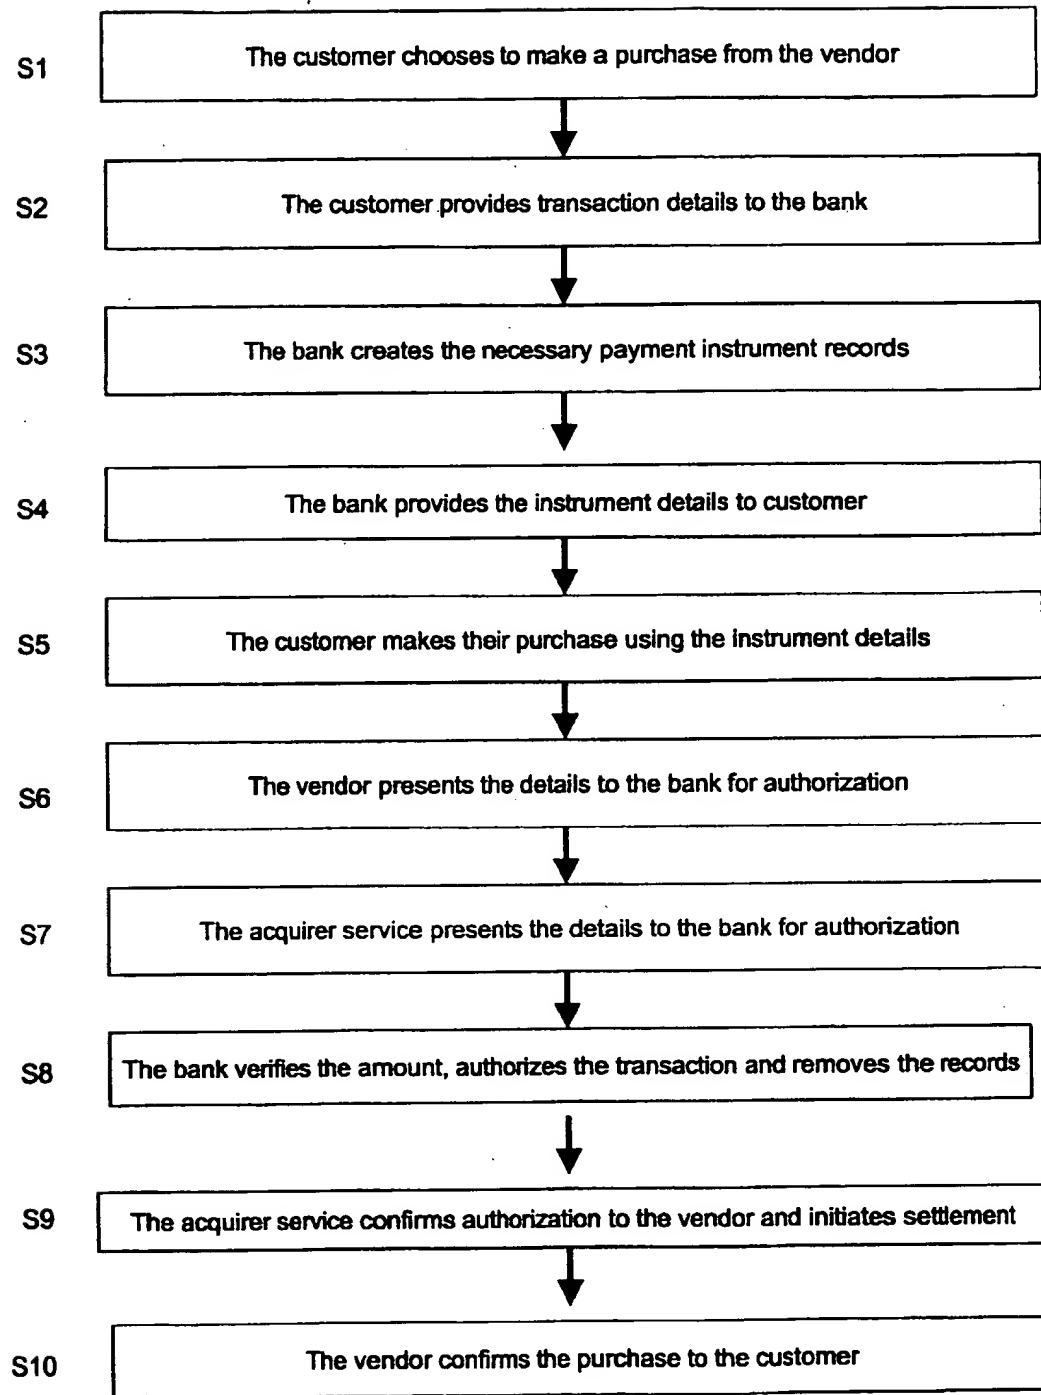 S1 The customer chooses to make a purchase from the vendor
S2 The customer provides transaction details to the bank
S3 The bank creates the necessary payment instrument records
S4 The bank provides the instrument details to customer
S5 The customer makes their purchase using the instrument details
S6 The vendor presents the details to the bank for authorization
S7 The acquirer service presents the details to the bank for authorization
S8 The bank verifies the amount, authorizes the transaction and removes the records
S9 The acquirer service confirms authorization to the vendor and initiates settlement
S10 The vendor confirms the purchase to the customer